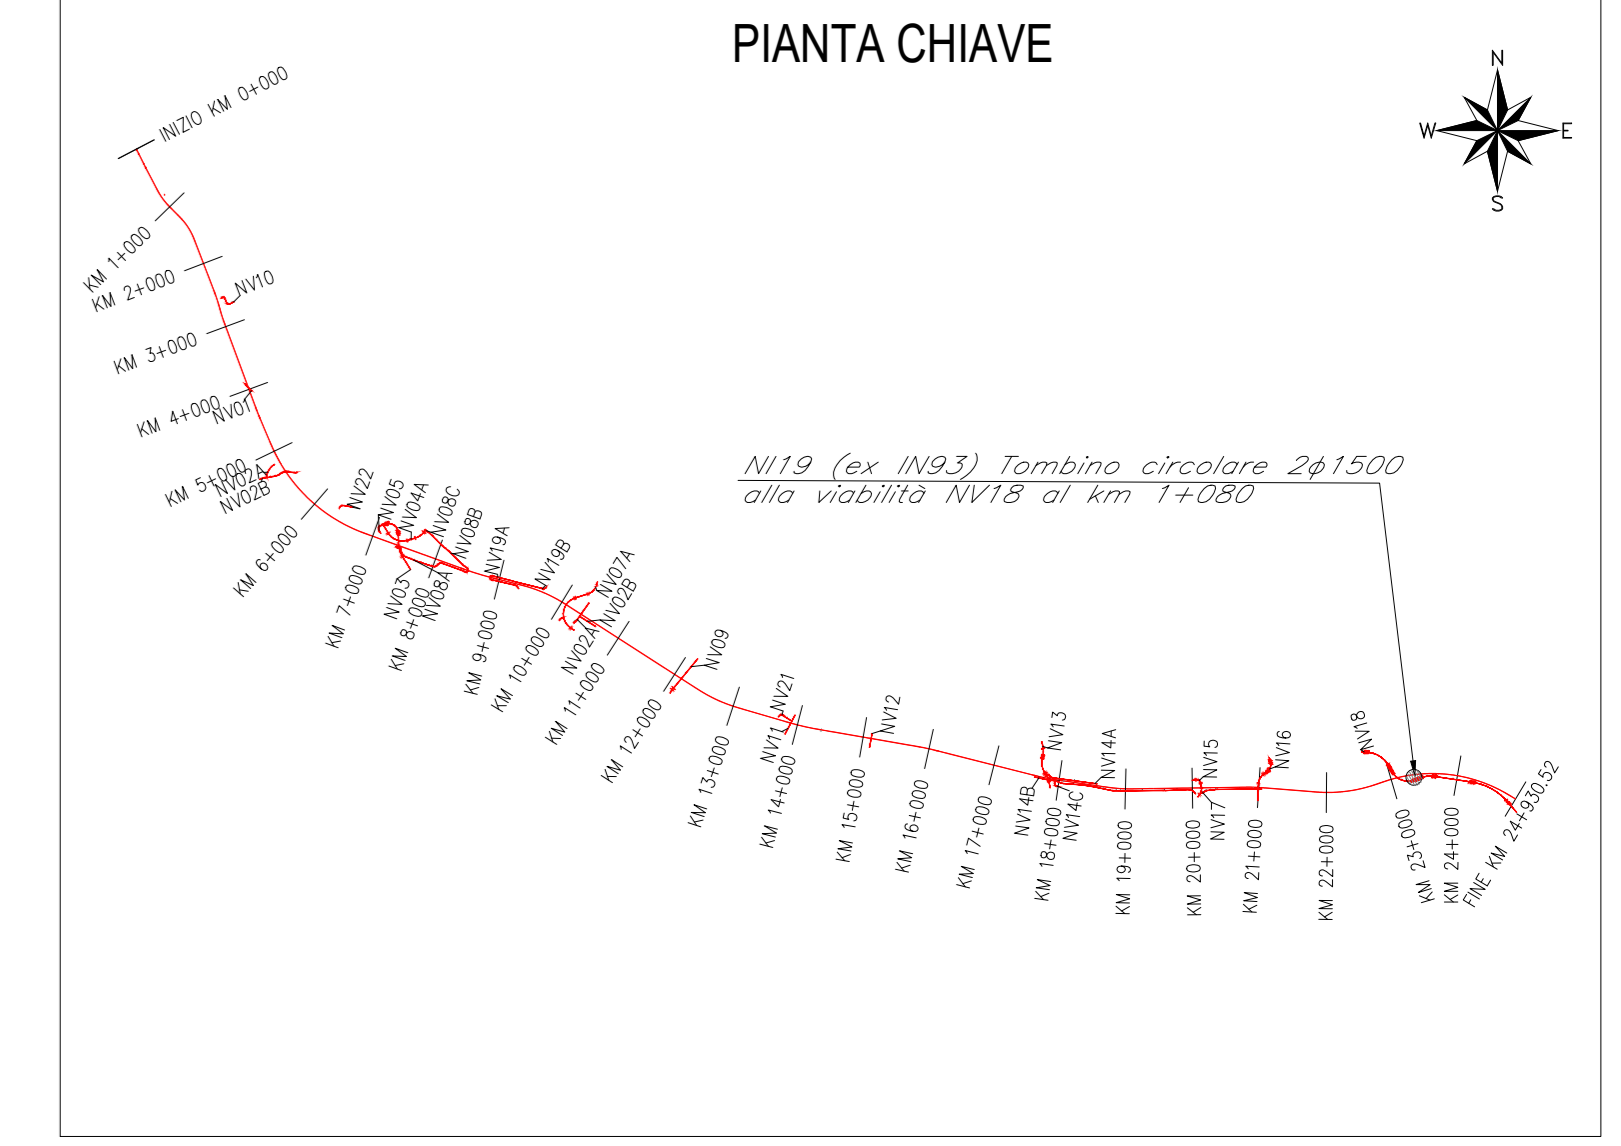 PIANTA CHIAVE
N
W
E
S
INIZIO KM 0+000
KM 1+000
KM 2+000
NV10
KM 3+000
KM 4+000
NV01
KM 5+000
NV02A
NV02B
KM 6+000
NV22
NV05
NV04A
NV08C
NV08B
KM 7+000
NV03
KM 8+000
NV08A
NV19A
NV19B
KM 9+000
NV07A
NV02B
NV02A
KM 10+000
KM 11+000
NV09
KM 12+000
KM 13+000
NV21
NV11
KM 14+000
NV12
KM 15+000
KM 16+000
KM 17+000
NV13
NV14A
NV14B
KM 18+000
NV14C
KM 19+000
NV15
KM 20+000
NV17
NV16
KM 21+000
KM 22+000
NV18
KM 23+000
KM 24+000
FINE KM 24+930.52
NI19 (ex IN93) Tombino circolare 2ϕ1500
alla viabilità NV18 al km 1+080